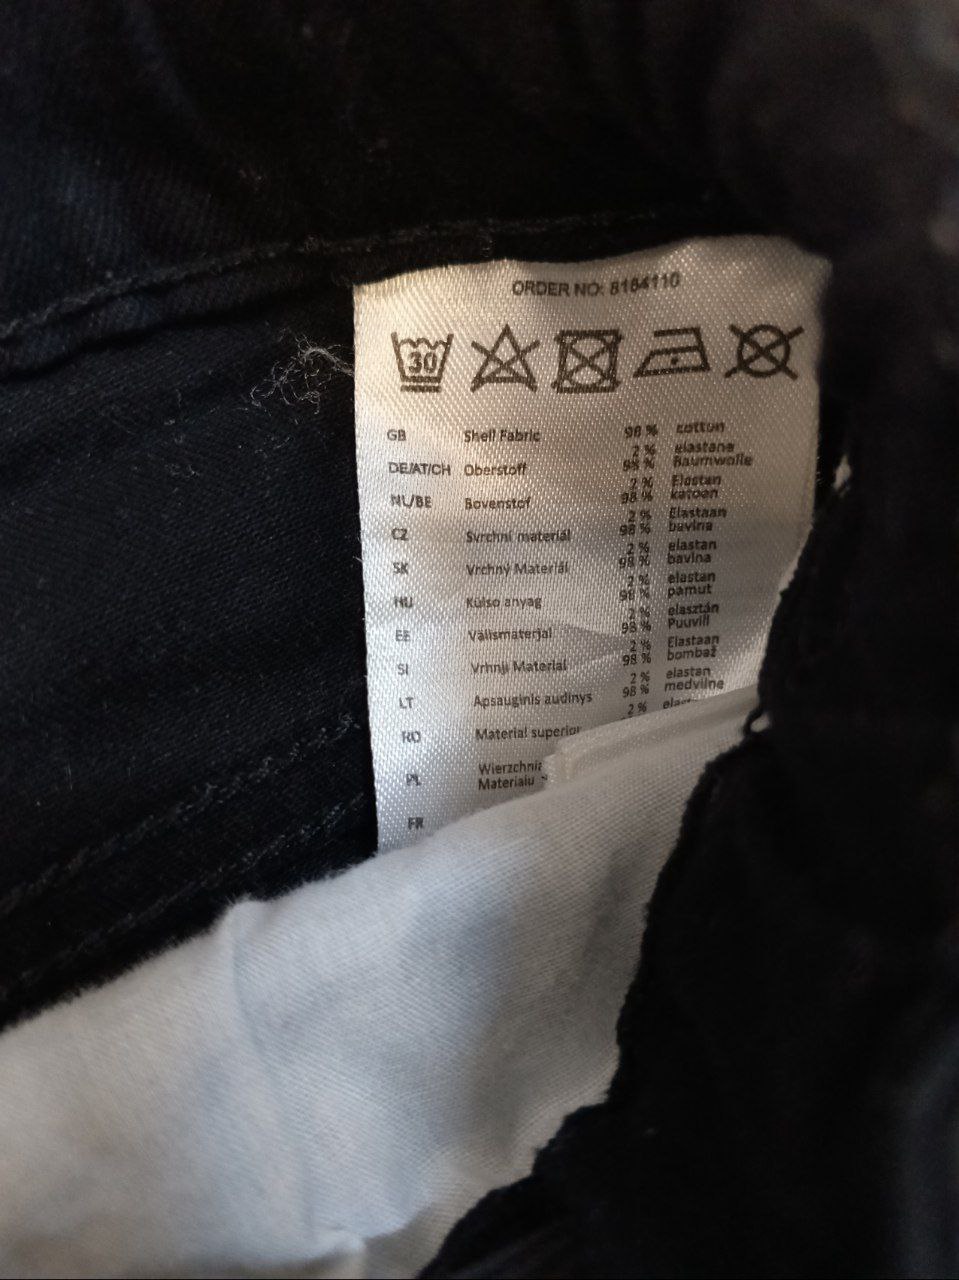 ORDER NO: 8184110
30
GB Shell Fabric 98 % cotton
2 % elastane
DE/AT/CH Oberstoff 98 % Baumwolle
2 % Elastan
NL/BE Bovenstof 98 % katoen
2 % Elastaan
CZ Svrchní materiál 98 % bavlna
2 % elastan
SK Vrchný Materiál 98 % bavlna
2 % elastan
HU Külso anyag 98 % pamut
2 % elasztán
EE Välismaterjal 98 % Puuvill
2 % Elastaan
SI Vrhnji Material 98 % bombaž
2 % elastan
LT Apsauginis audinys 98 % medvilnė
2 %
RO Material superior
PL Wierzchnia
Materialu
FR